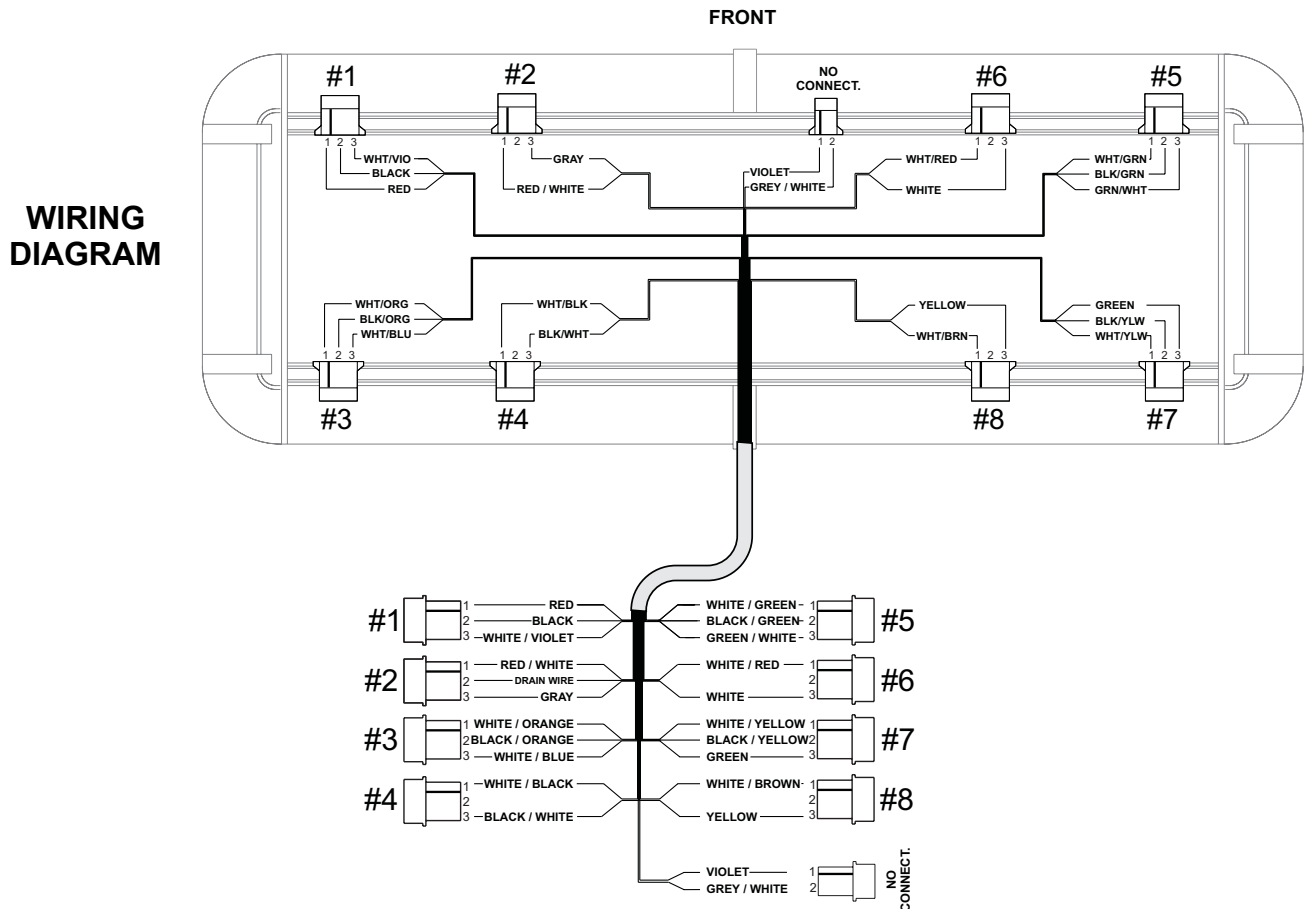 FRONT
WIRING
DIAGRAM
#1
#2
NO
CONNECT.
#6
#5
1 2 3
1 2 3
1 2
1 2 3
1 2 3
WHT/VIO
BLACK
RED
GRAY
RED / WHITE
VIOLET
GREY / WHITE
WHT/RED
WHITE
WHT/GRN
BLK/GRN
GRN/WHT
WHT/ORG
BLK/ORG
WHT/BLU
WHT/BLK
BLK/WHT
YELLOW
WHT/BRN
GREEN
BLK/YLW
WHT/YLW
1 2 3
1 2 3
1 2 3
1 2 3
#3
#4
#8
#7
#1
1 RED
2 BLACK
3 WHITE / VIOLET
WHITE / GREEN 1
BLACK / GREEN 2
GREEN / WHITE 3
#5
#2
1 RED / WHITE
2 DRAIN WIRE
3 GRAY
WHITE / RED 1
2
WHITE 3
#6
#3
1 WHITE / ORANGE
2 BLACK / ORANGE
3 WHITE / BLUE
WHITE / YELLOW 1
BLACK / YELLOW 2
GREEN 3
#7
#4
1 WHITE / BLACK
2
3 BLACK / WHITE
WHITE / BROWN 1
2
YELLOW 3
#8
VIOLET 1
GREY / WHITE 2
NO
CONNECT.